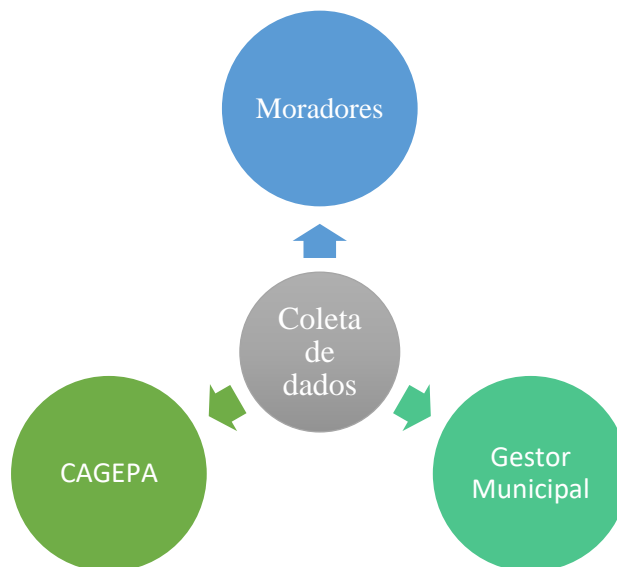 Moradores
Coleta
de
dados
CAGEPA
Gestor
Municipal